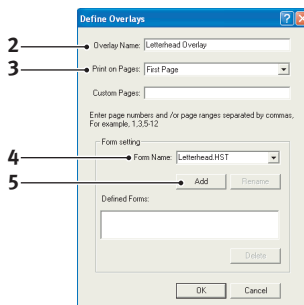 Define Overlays
2
Overlay Name: Letterhead Overlay
3
Print on Pages: First Page
Custom Pages:
Enter page numbers and /or page ranges separated by commas,
For example, 1,3,5-12
Form setting
4
Form Name: Letterhead.HST
5
Add Rename
Defined Forms:
Delete
OK Cancel